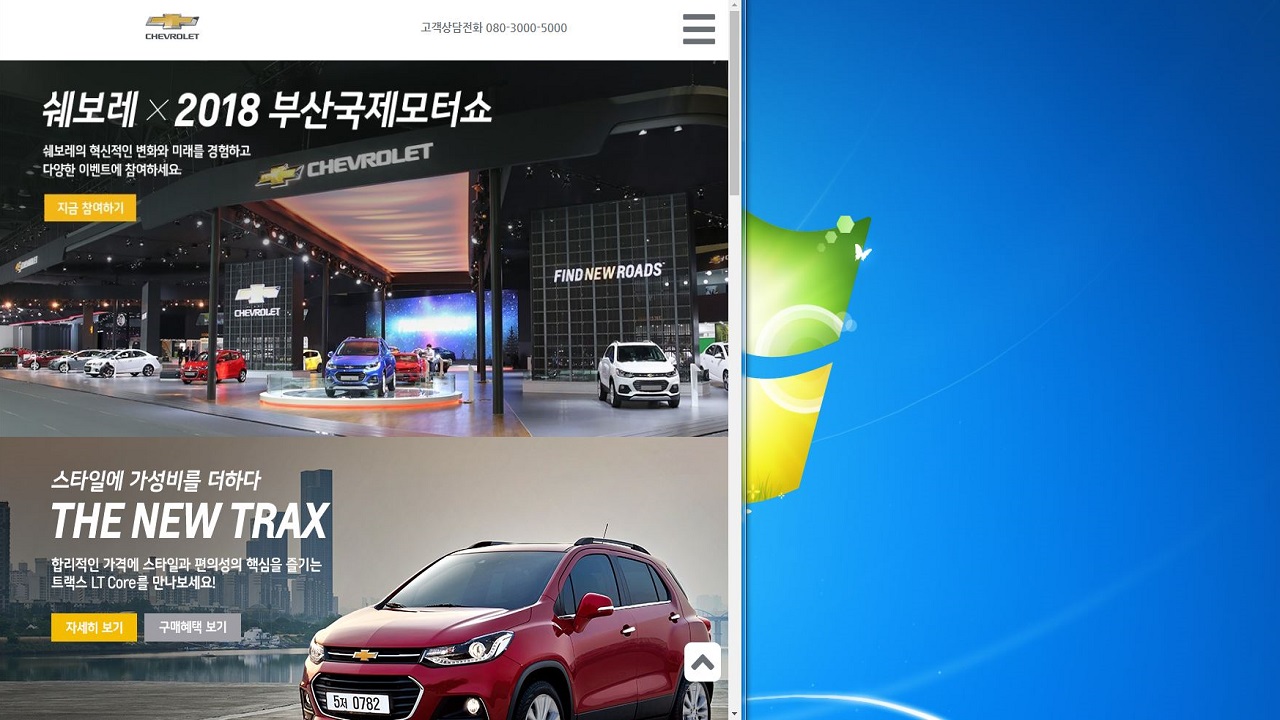 CHEVROLET
고객상담전화 080-3000-5000
쉐보레 × 2018 부산국제모터쇼
쉐보레의 혁신적인 변화와 미래를 경험하고
다양한 이벤트에 참여하세요.
지금 참여하기
CHEVROLET
FIND NEW ROADS
CHEVROLET
스타일에 가성비를 더하다
THE NEW TRAX
합리적인 가격에 스타일과 편의성의 핵심을 즐기는
트랙스 LT Core를 만나보세요!
자세히 보기
구매혜택 보기
5저 0782